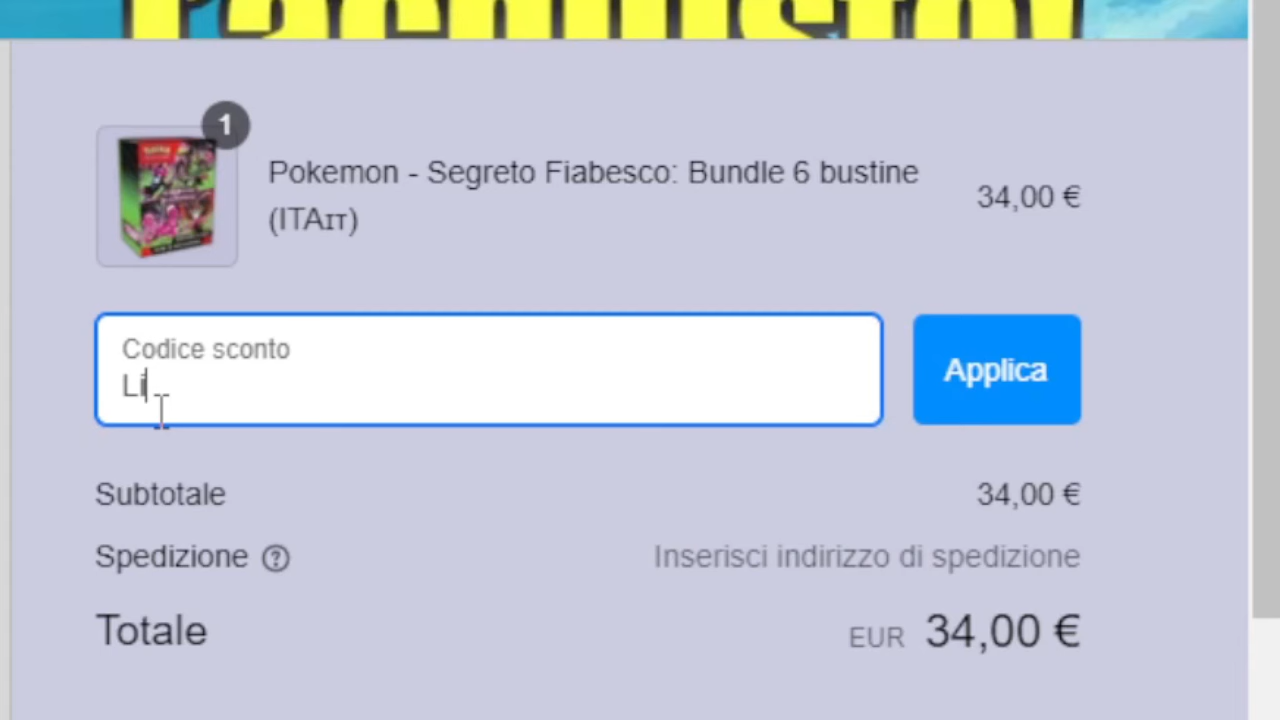 1
Pokemon - Segreto Fiabesco: Bundle 6 bustine
(ITAɪᴛ)
34,00 €
Codice sconto
Li
Applica
Subtotale
34,00 €
Spedizione ?
Inserisci indirizzo di spedizione
Totale
EUR 34,00 €